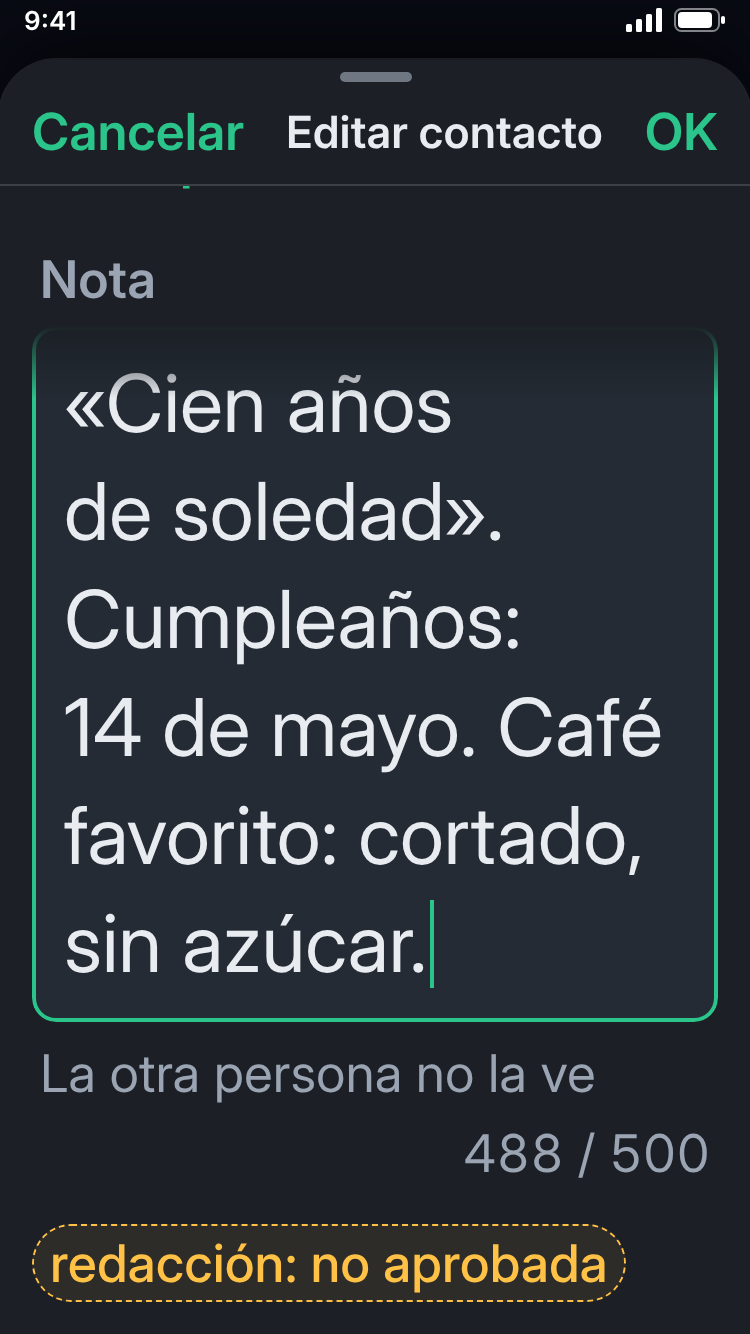 9:41
Cancelar Editar contacto OK
Nota
«Cien años
de soledad».
Cumpleaños:
14 de mayo. Café
favorito: cortado,
sin azúcar.
La otra persona no la ve
488 / 500
redacción: no aprobada